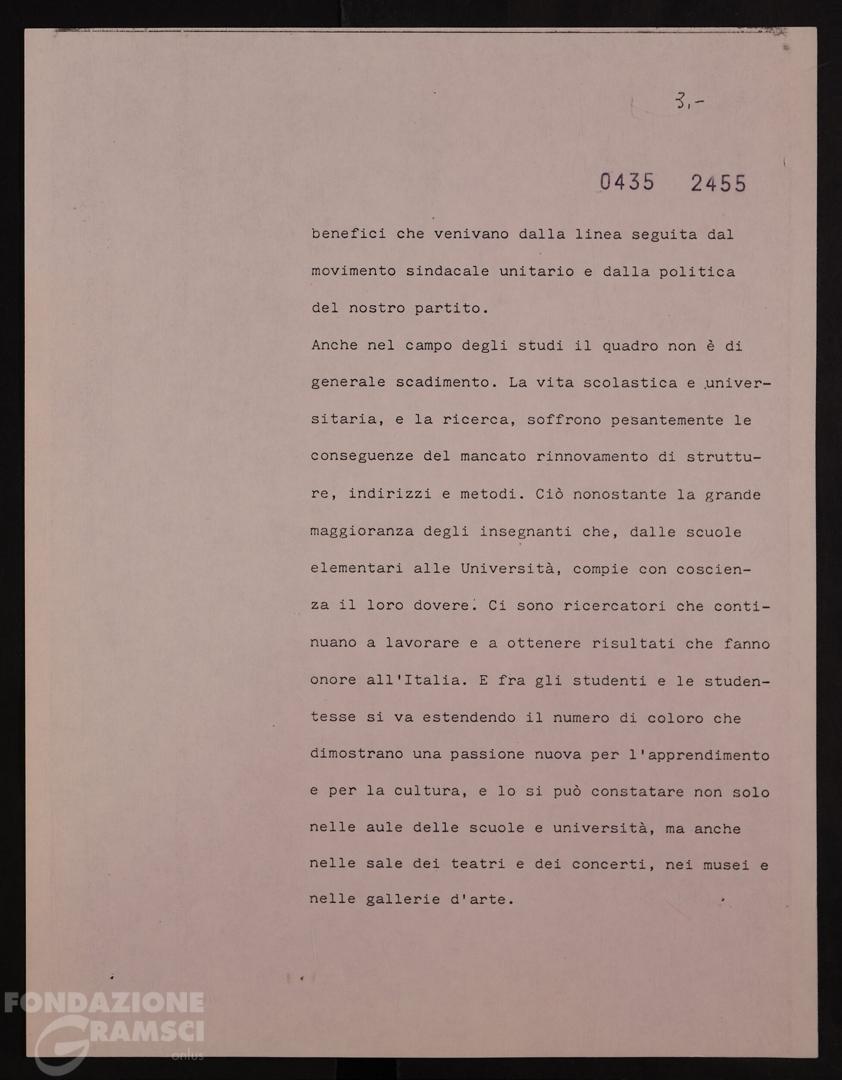 3,-
0435 2455
benefici che venivano dalla linea seguita dal
movimento sindacale unitario e dalla politica
del nostro partito.
Anche nel campo degli studi il quadro non è di
generale scadimento. La vita scolastica e univer-
sitaria, e la ricerca, soffrono pesantemente le
conseguenze del mancato rinnovamento di struttu-
re, indirizzi e metodi. Ciò nonostante la grande
maggioranza degli insegnanti che, dalle scuole
elementari alle Università, compie con coscien-
za il loro dovere. Ci sono ricercatori che conti-
nuano a lavorare e a ottenere risultati che fanno
onore all'Italia. E fra gli studenti e le studen-
tesse si va estendendo il numero di coloro che
dimostrano una passione nuova per l'apprendimento
e per la cultura, e lo si può constatare non solo
nelle aule delle scuole e università, ma anche
nelle sale dei teatri e dei concerti, nei musei e
nelle gallerie d'arte.
FONDAZIONE
GRAMSCI
onlus